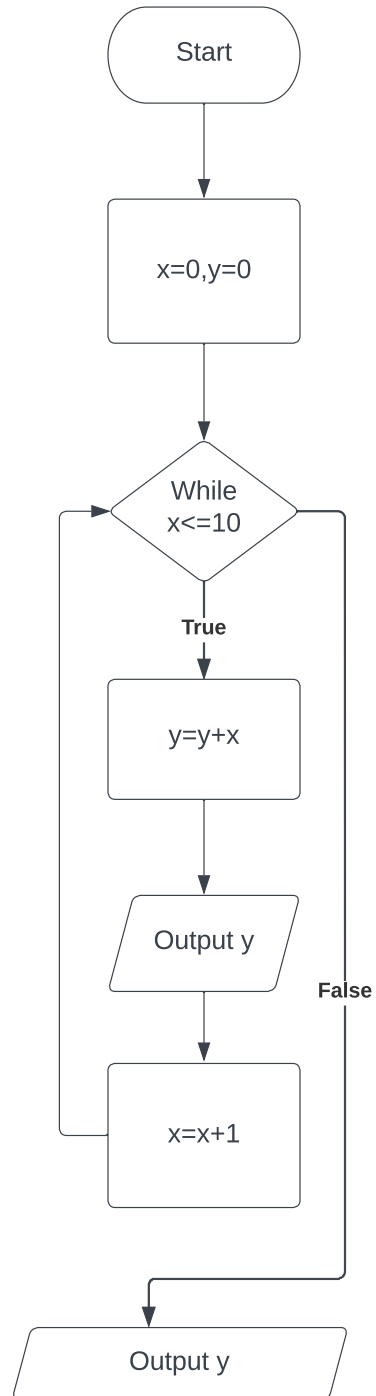 Start
x=0,y=0
While
x<=10
True
y=y+x
Output y
False
x=x+1
Output y